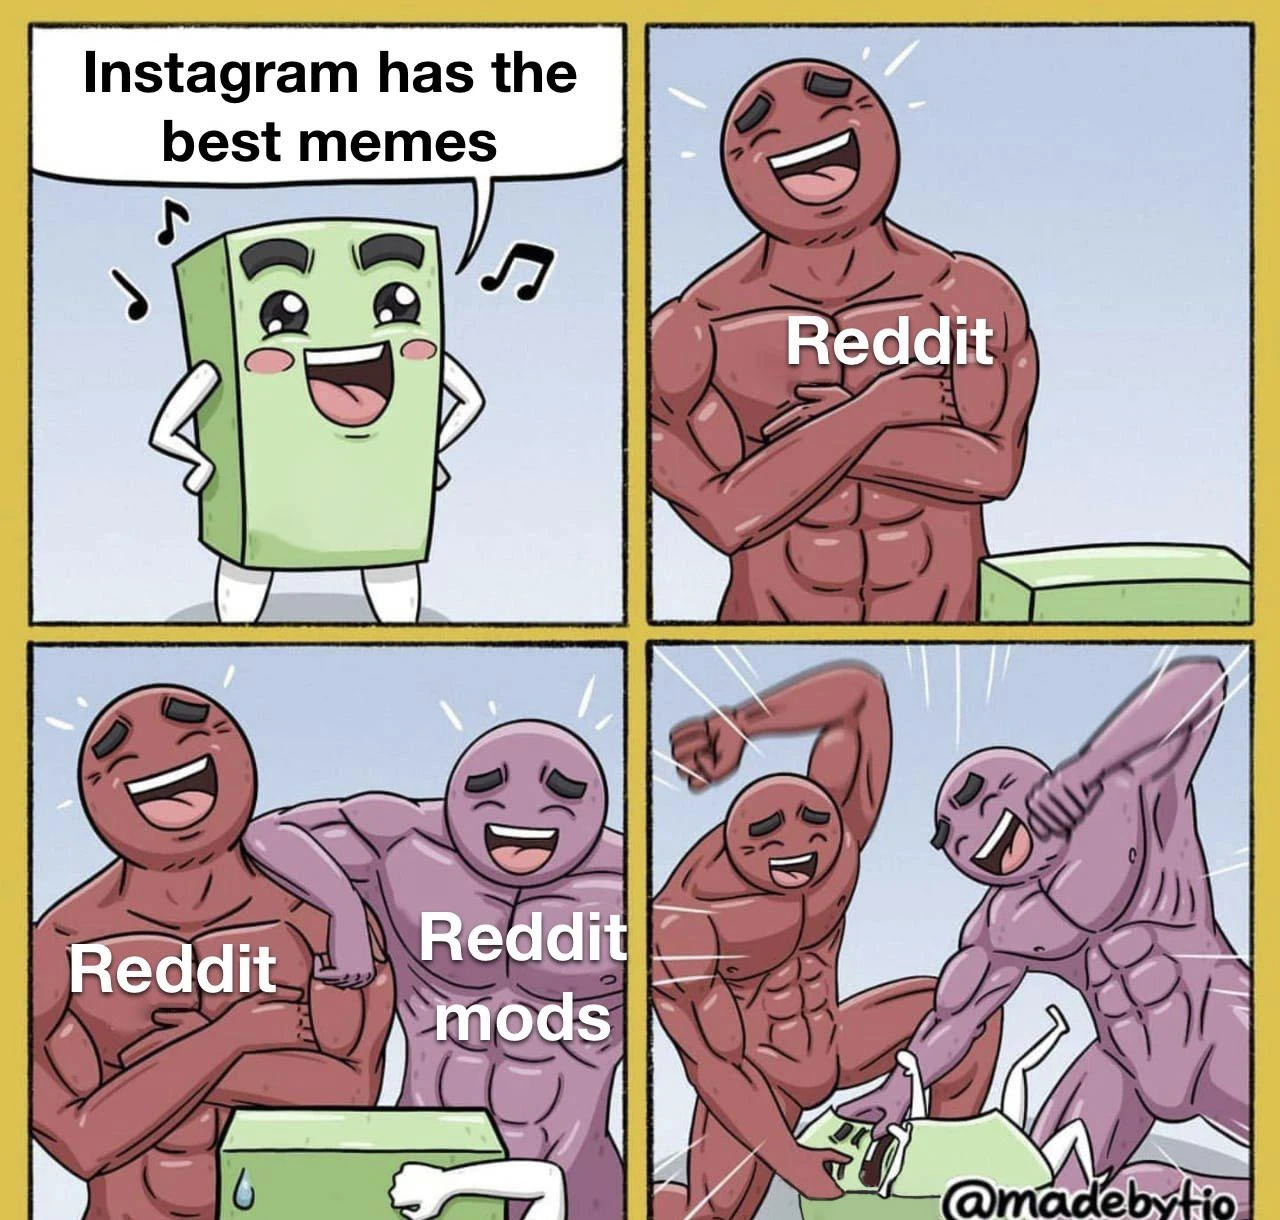 Instagram has the
best memes
Reddit
Reddit
Reddit
mods
@madebytio